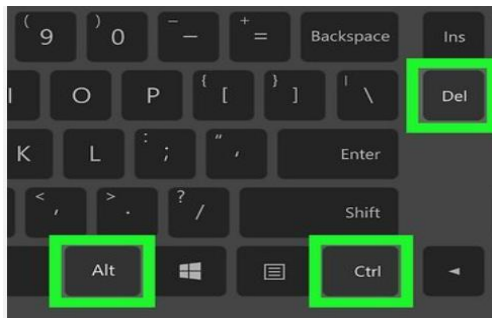 ( 9 ) 0 _ - + = Backspace Ins
O P { [ } ] | \ Del
K L : ; " ' Enter
< , > . ? / Shift
Alt Ctrl